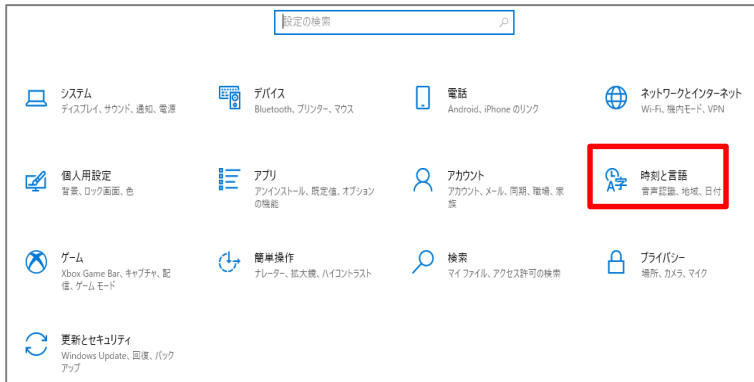 設定の検索
システム
ディスプレイ、サウンド、通知、電源
デバイス
Bluetooth、プリンター、マウス
電話
Android、iPhone のリンク
ネットワークとインターネット
Wi-Fi、機内モード、VPN
個人用設定
背景、ロック画面、色
アプリ
アンインストール、既定値、オプション
の機能
アカウント
アカウント、メール、同期、職場、家
族
時刻と言語
音声認識、地域、日付
ゲーム
Xbox Game Bar、キャプチャ、配
信、ゲーム モード
簡単操作
ナレーター、拡大鏡、ハイコントラスト
検索
マイ ファイル、アクセス許可の検索
プライバシー
場所、カメラ、マイク
更新とセキュリティ
Windows Update、回復、バック
アップ